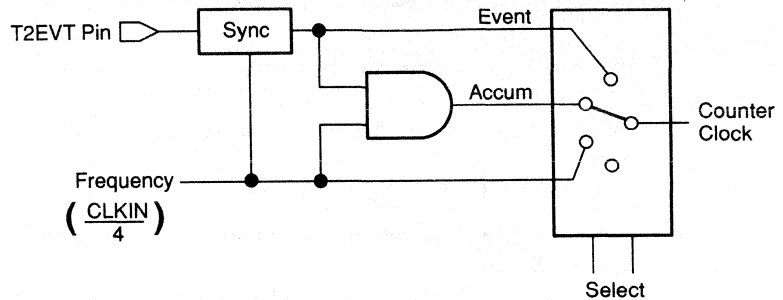 Event
T2EVT Pin
Sync
Accum
Counter
Clock
Frequency
( CLKIN
4 )
Select